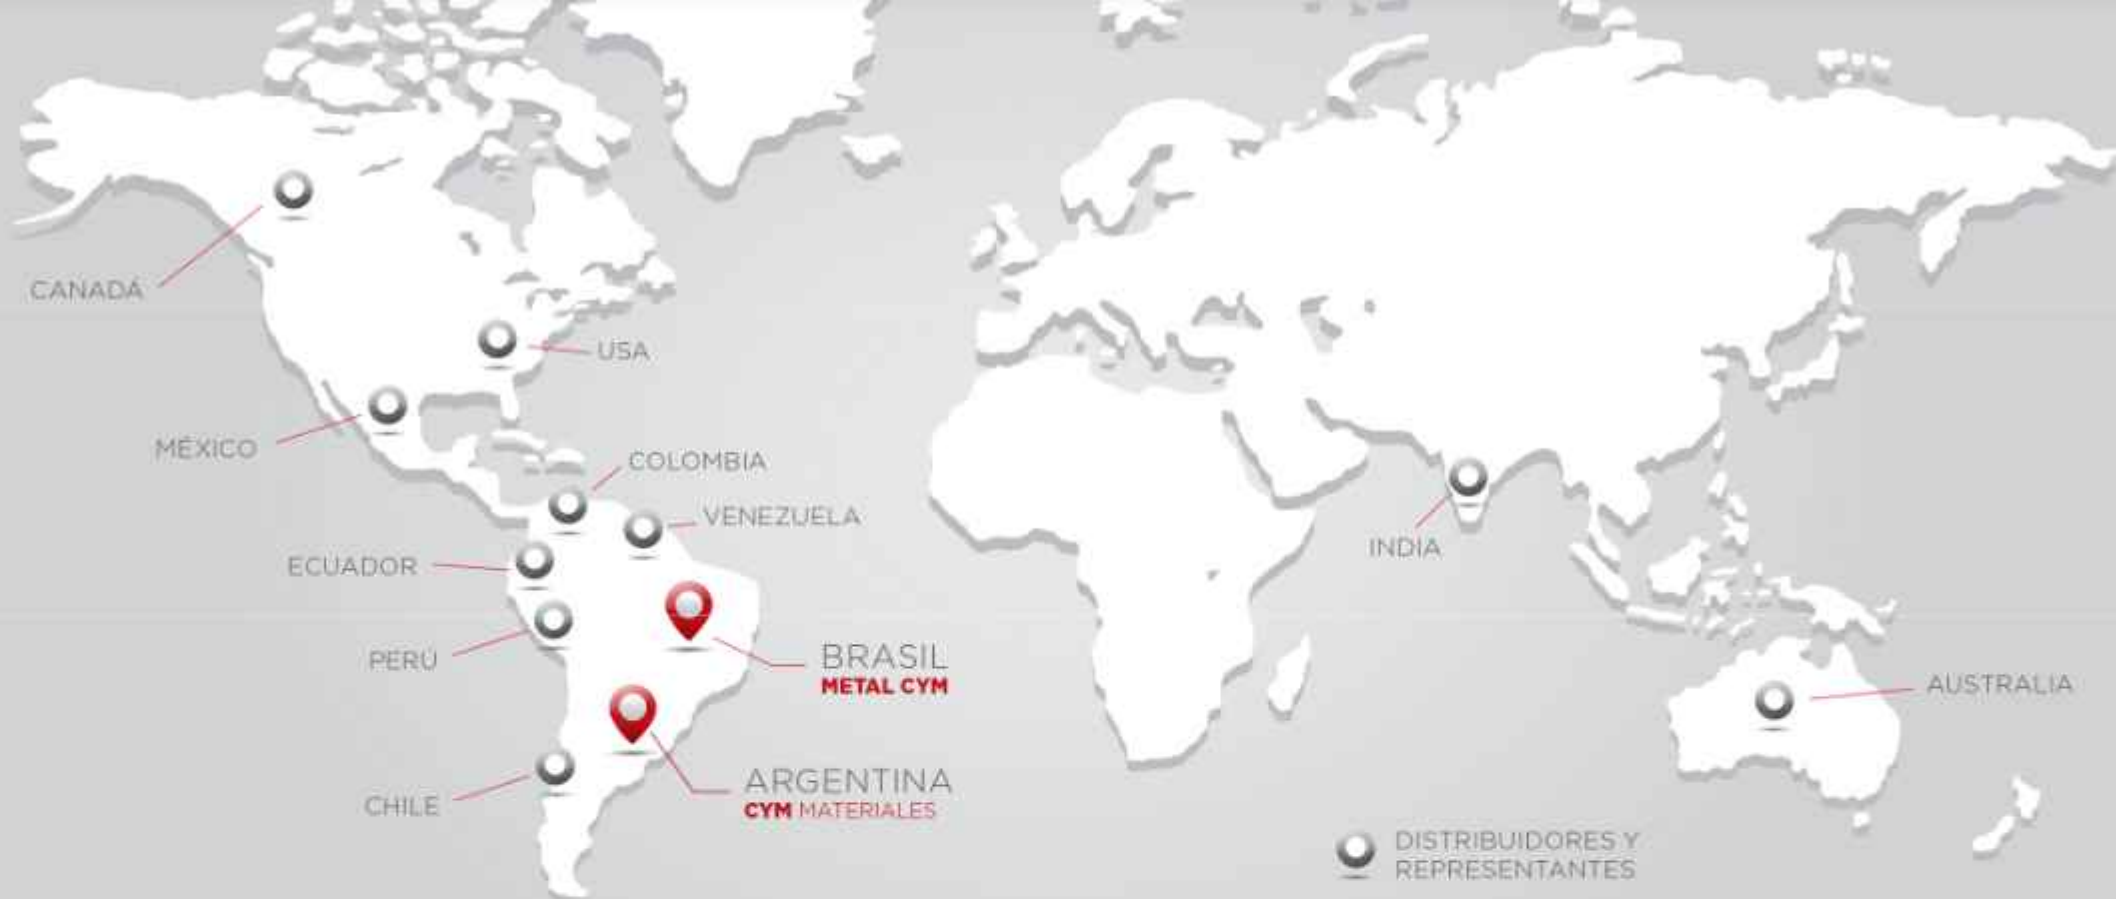 CANADÁ
USA
MÉXICO
COLOMBIA
VENEZUELA
ECUADOR
INDIA
PERÚ
BRASIL
METAL CYM
AUSTRALIA
ARGENTINA
CYM MATERIALES
CHILE
DISTRIBUIDORES Y
REPRESENTANTES